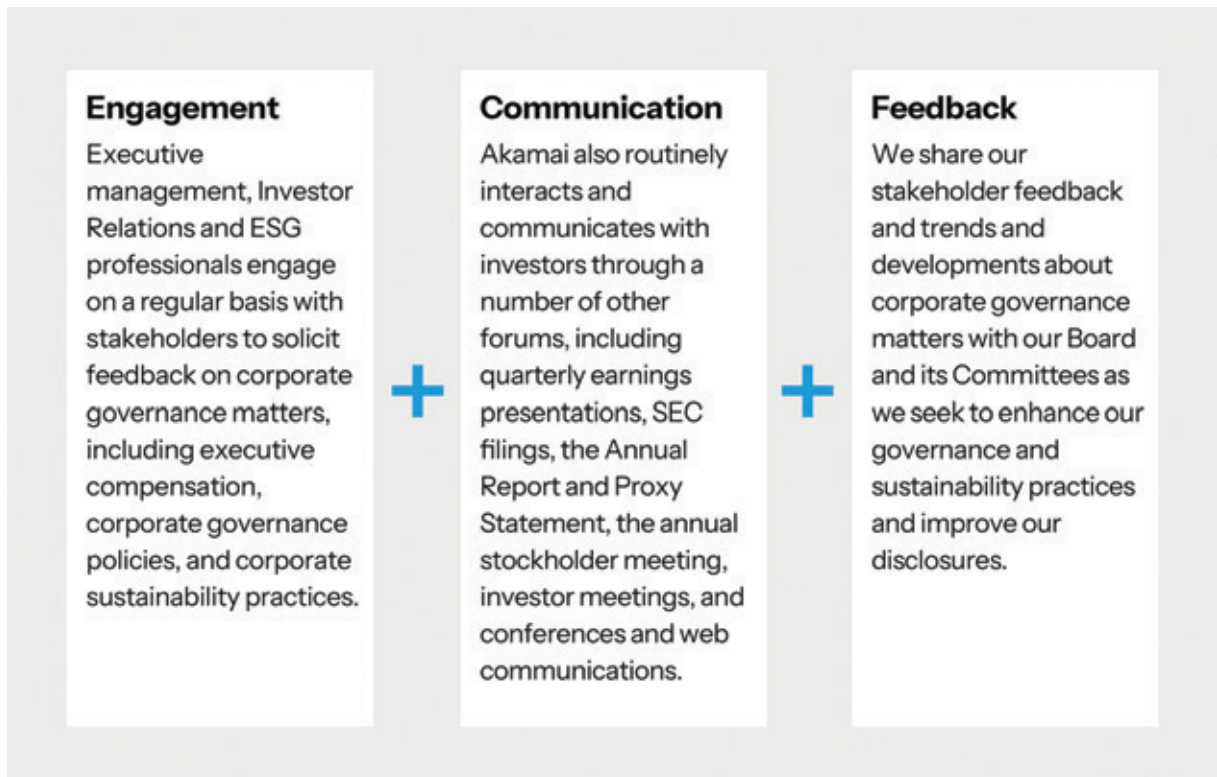 Engagement
Executive
management, Investor
Relations and ESG
professionals engage
on a regular basis with
stakeholders to solicit
feedback on corporate
governance matters,
including executive
compensation,
corporate governance
policies, and corporate
sustainability practices.
+
Communication
Akamai also routinely
interacts and
communicates with
investors through a
number of other
forums, including
quarterly earnings
presentations, SEC
filings, the Annual
Report and Proxy
Statement, the annual
stockholder meeting,
investor meetings, and
conferences and web
communications.
+
Feedback
We share our
stakeholder feedback
and trends and
developments about
corporate governance
matters with our Board
and its Committees as
we seek to enhance our
governance and
sustainability practices
and improve our
disclosures.